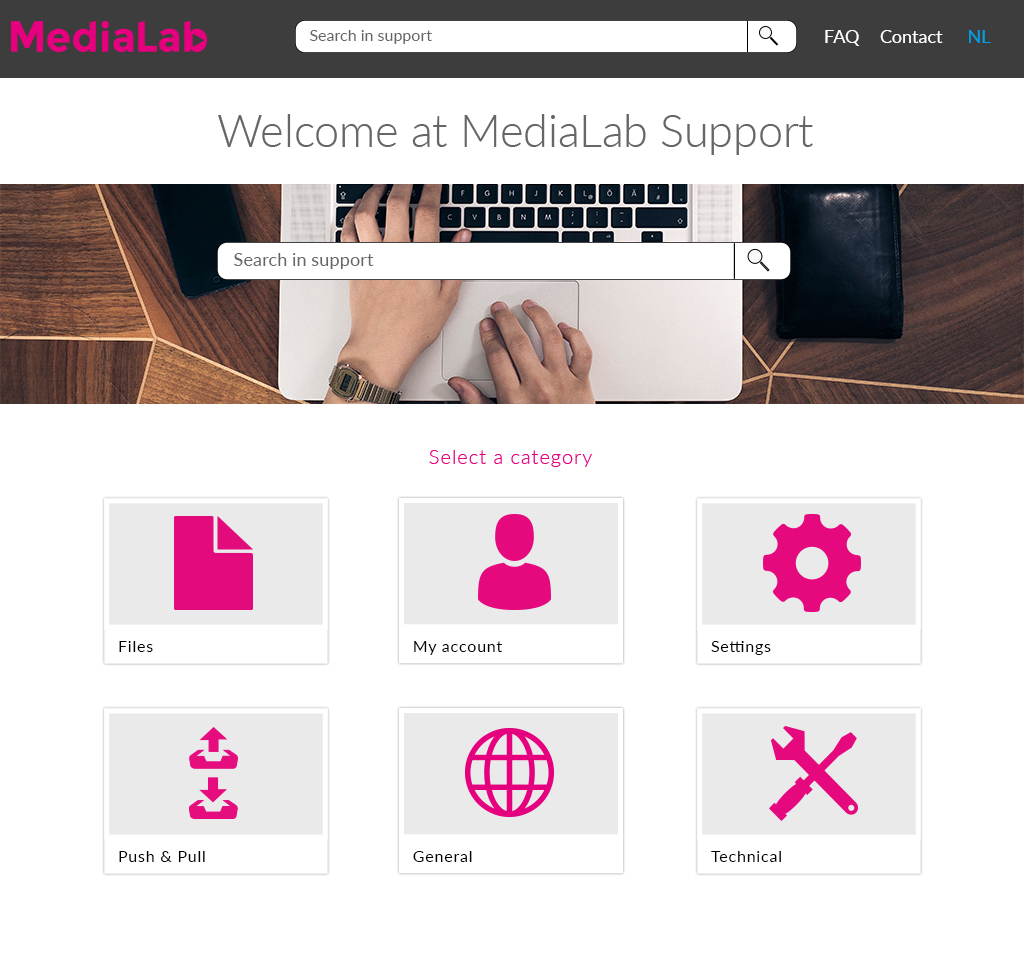 MediaLab
Search in support
FAQ Contact NL
Welcome at MediaLab Support
F G H J K L Ö Ä
C V B N M
Search in support
Select a category
Files
My account
Settings
Push & Pull
General
Technical